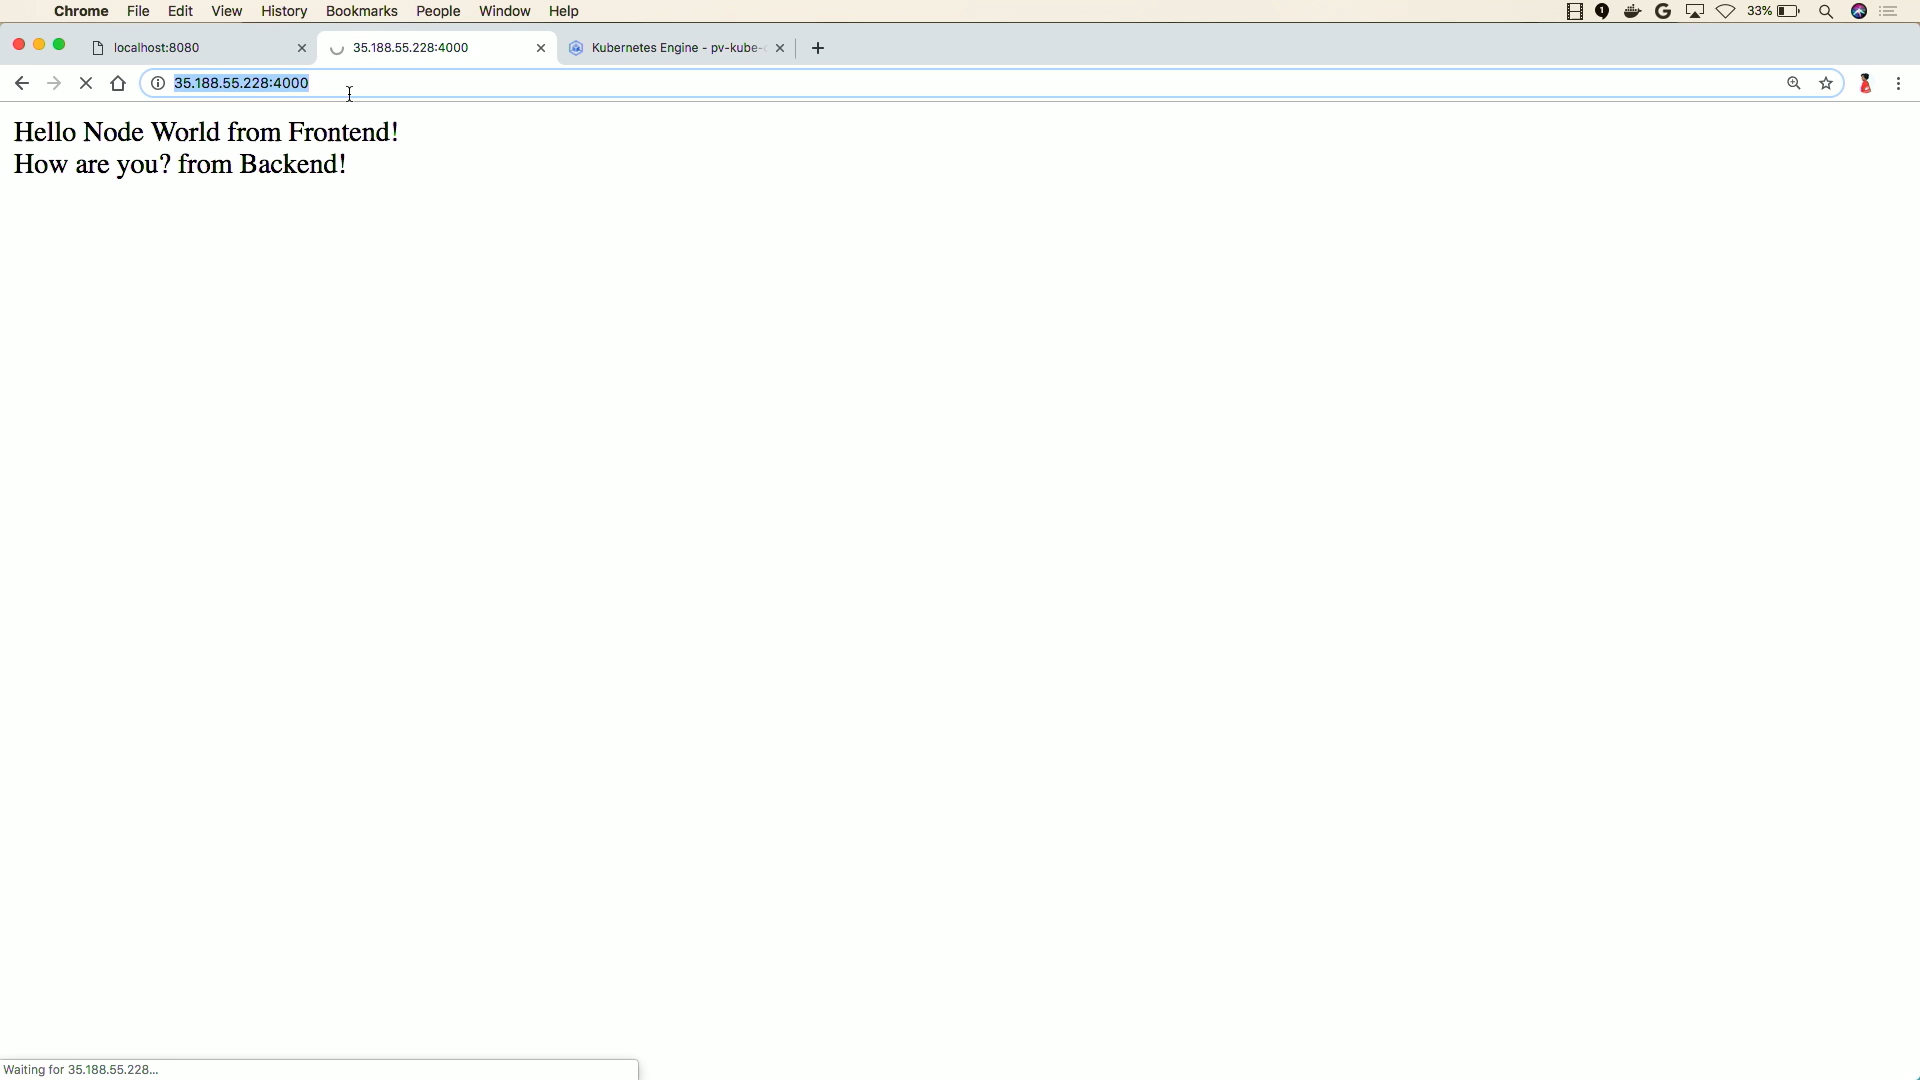 Chrome File Edit View History Bookmarks People Window Help 33%
localhost:8080 35.188.55.228:4000 Kubernetes Engine - pv-kube-
35.188.55.228:4000
Hello Node World from Frontend!
How are you? from Backend!
Waiting for 35.188.55.228...